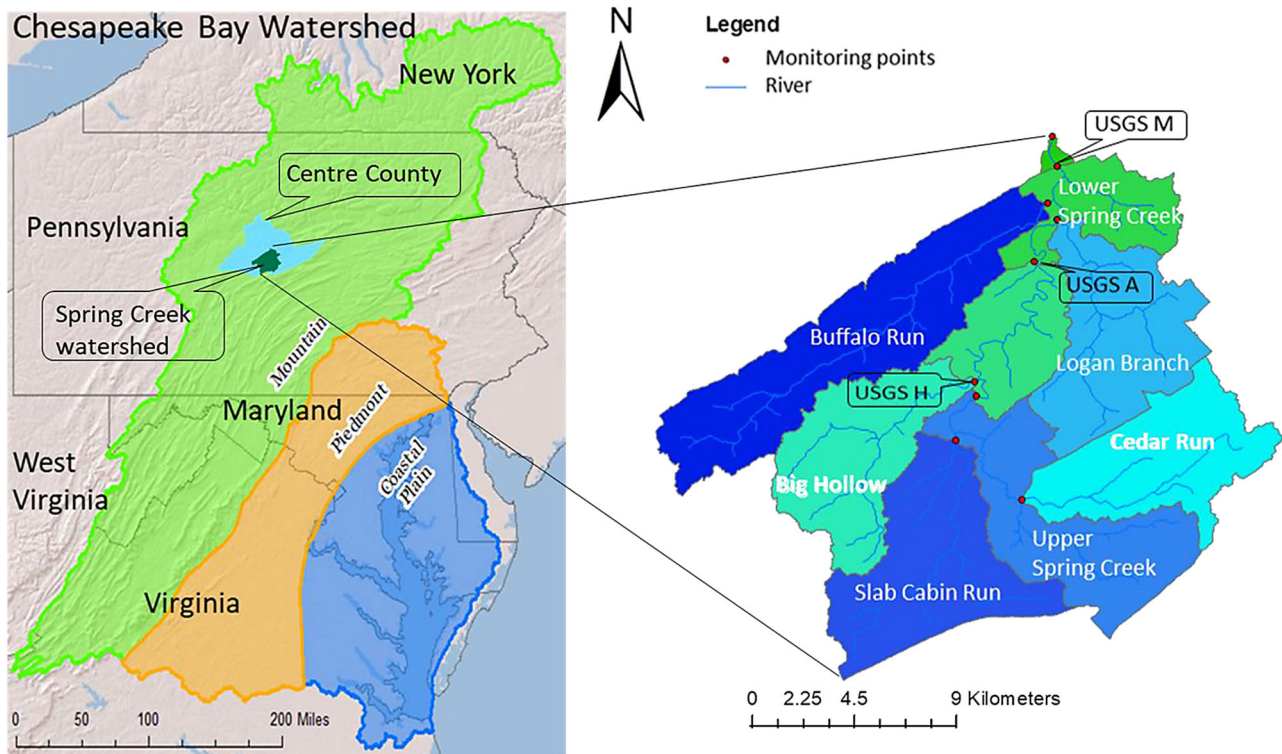 Chesapeake Bay Watershed
New York
Centre County
Pennsylvania
Spring Creek
watershed
Mountain
Maryland
Piedmont
West
Virginia
Coastal
Plain
Virginia
0 50 100 200 Miles
N
Legend
Monitoring points
River
USGS M
Lower
Spring Creek
USGS A
Buffalo Run
Logan Branch
USGS H
Cedar Run
Big Hollow
Upper
Spring Creek
Slab Cabin Run
0 2.25 4.5 9 Kilometers